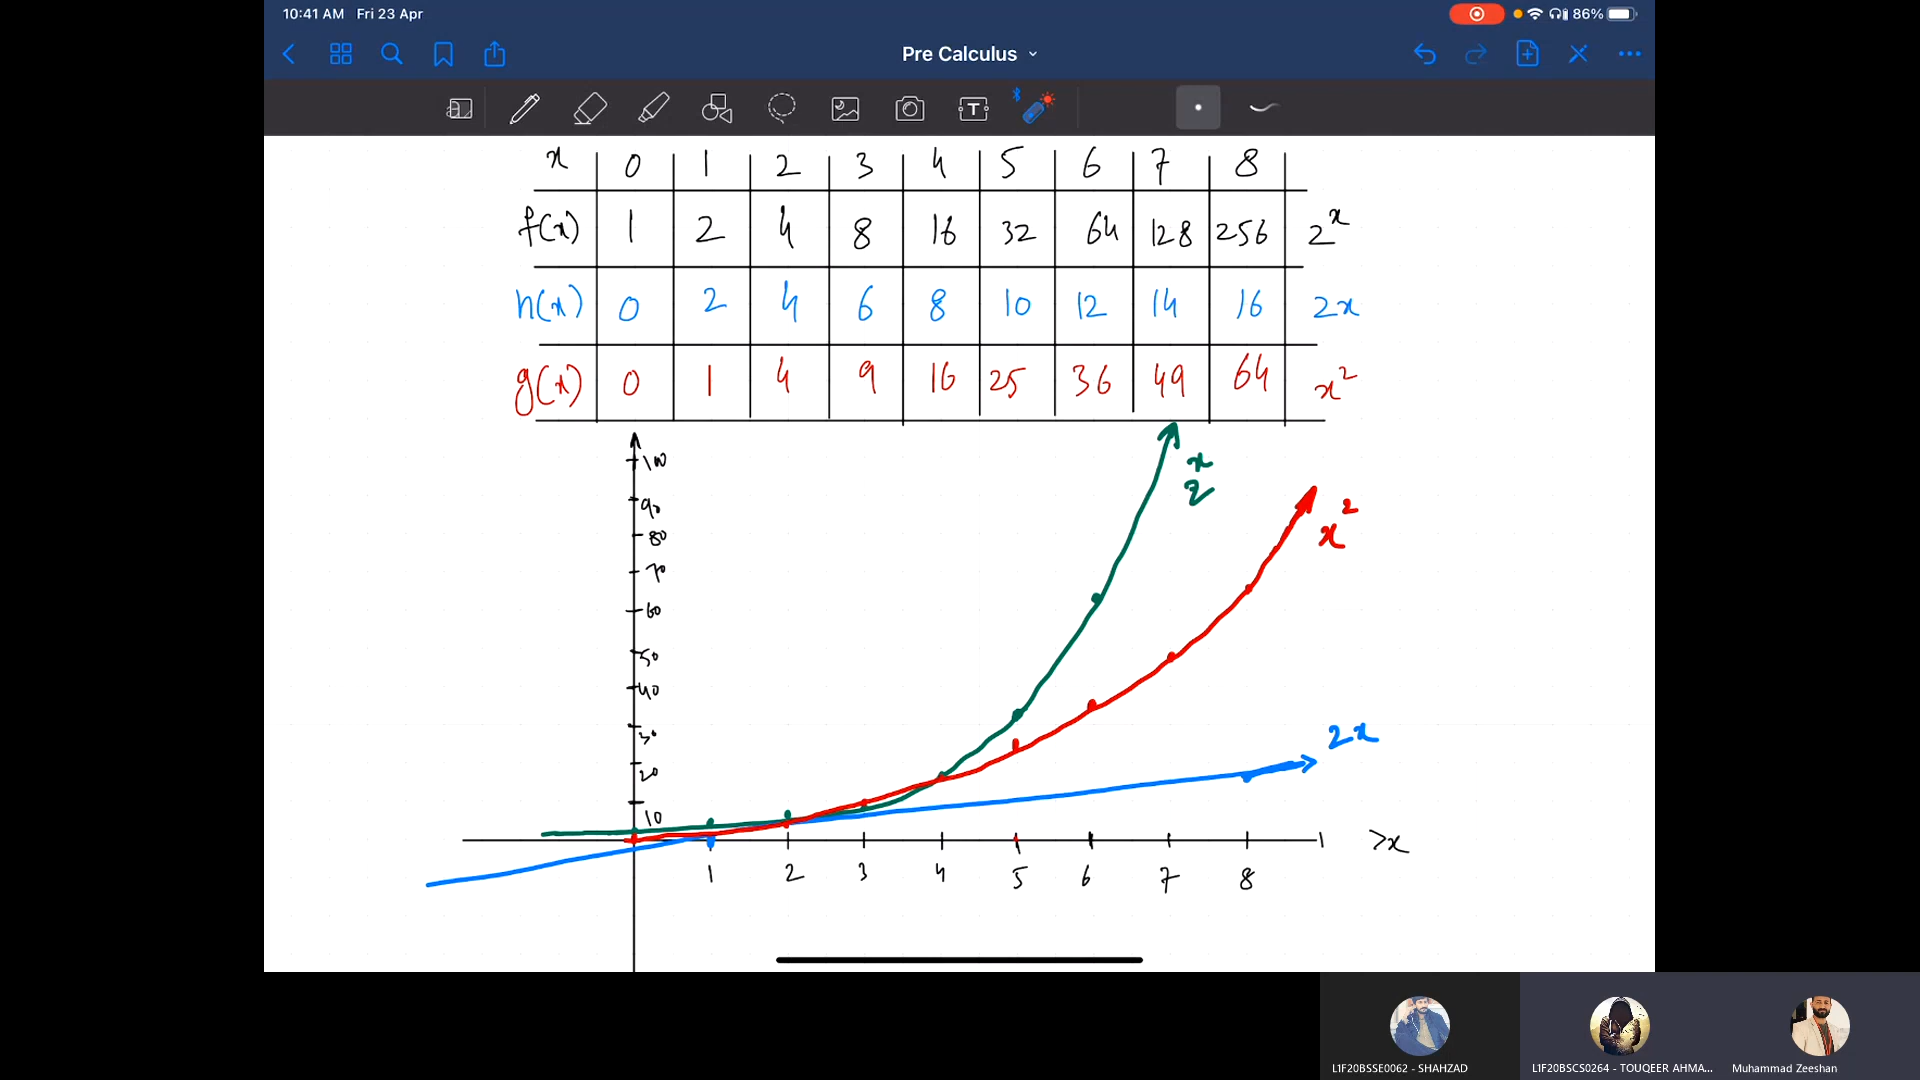 10:41 AM Fri 23 Apr 86%
Pre Calculus
x 0 1 2 3 4 5 6 7 8
f(x) 1 2 4 8 16 32 64 128 256 2^x
h(x) 0 2 4 6 8 10 12 14 16 2x
g(x) 0 1 4 9 16 25 36 49 64 x^2
100
90
80
70
60
50
40
30
20
10
2^x
x^2
2x
>x
1 2 3 4 5 6 7 8
L1F20BSSE0062 - SHAHZAD
L1F20BSCS0264 - TOUQEER AHMA...
Muhammad Zeeshan